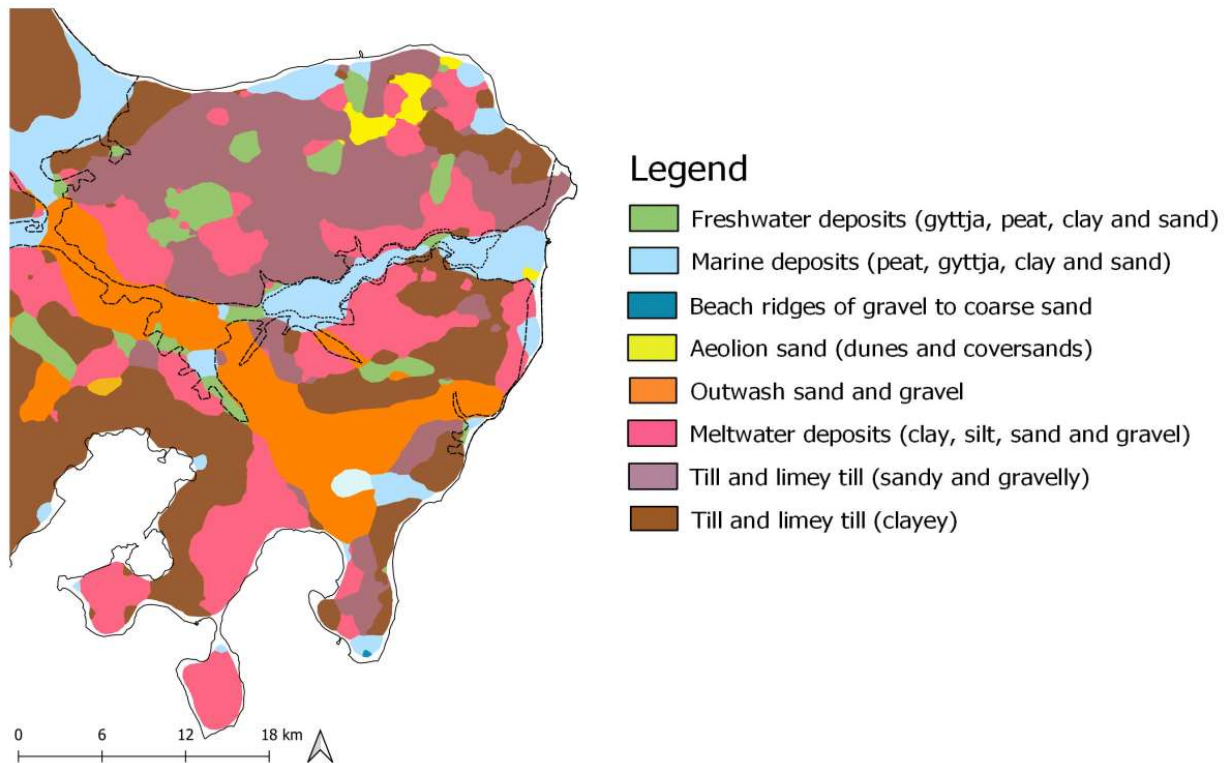 Legend
Freshwater deposits (gyttja, peat, clay and sand)
Marine deposits (peat, gyttja, clay and sand)
Beach ridges of gravel to coarse sand
Aeolion sand (dunes and coversands)
Outwash sand and gravel
Meltwater deposits (clay, silt, sand and gravel)
Till and limey till (sandy and gravelly)
Till and limey till (clayey)
0 6 12 18 km